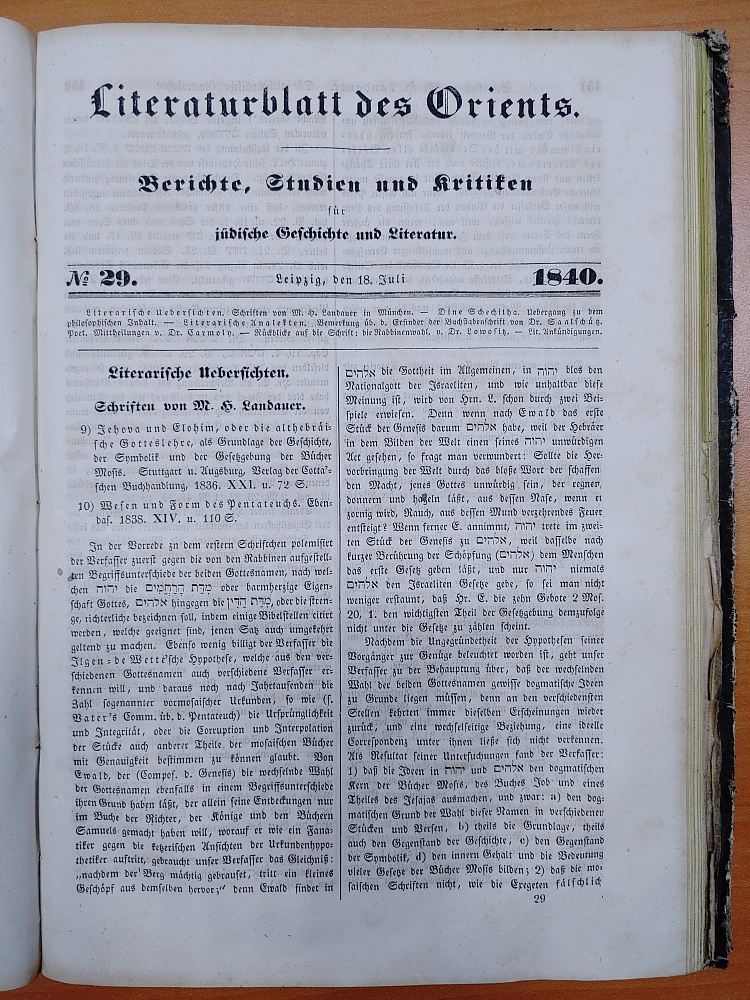 Literaturblatt des Orients.
Berichte, Studien und Kritiken
für
jüdische Geschichte und Literatur.
№ 29.
Leipzig, den 18. Juli
1840.
Literarische Uebersichten. Schriften von M. H. Landauer in München. — Dine Schechitha. Uebergang zu dem
philosophischen Inhalt. — Literarische Analekten. Bemerkung üb. d. Erfinder der Buchstabenschrift von Dr. Saalschütz.
Poet. Mittheilungen v. Dr. Carmoly. — Rückblicke auf die Schrift: die Rabbinenwahl, v. Dr. Lowositz. — Lit. Ankündigungen.
Literarische Uebersichten.
Schriften von M. H. Landauer.
9) Jehova und Elohim, oder die althebräi-
sche Gotteslehre, als Grundlage der Geschichte,
der Symbolik und der Gesetzgebung der Bücher
Mosis. Stuttgart u. Augsburg, Verlag der Cotta'-
schen Buchhandlung, 1836. XXI. u. 72 S.
10) Wesen und Form des Pentateuchs. Eben-
das. 1838. XIV. u. 110 S.
In der Vorrede zu dem erstern Schriftchen polemisirt
der Verfasser zuerst gegen die von den Rabbinen aufgestell-
ten Begriffsunterschiede der beiden Gottesnamen, nach wel-
chen יהוה die מִדַּת הָרַחֲמִים oder barmherzige Eigen-
schaft Gottes, אלהים hingegen die מִדַּת הַדִּין, oder die stren-
ge, richterliche bezeichnen soll, indem einige Bibelstellen citirt
werden, welche geeignet sind, jenen Satz auch umgekehrt
geltend zu machen. Ebenso wenig billigt der Verfasser die
Ilgen-de Wette'sche Hypothese, welche aus den ver-
schiedenen Gottesnamen auch verschiedene Verfasser er-
kennen will, und daraus noch nach Jahrtausenden die
Zahl sogenannter vormosaischer Urkunden, so wie (s.
Vater's Comm. üb. d. Pentateuch) die Ursprünglichkeit
und Integrität, oder die Corruption und Interpolation
der Stücke auch anderer Theile der mosaischen Bücher
mit Genauigkeit bestimmen zu können glaubt. Von
Ewald, der (Compos. d. Genesis) die wechselnde Wahl
der Gottesnamen ebenfalls in einem Begriffsunterschiede
ihren Grund haben läßt, der allein seine Entdeckungen nur
im Buche der Richter, der Könige und den Büchern
Samuels gemacht haben will, worauf er wie ein Fana-
tiker gegen die ketzerischen Ansichten der Urkundenhypo-
thetiker auftritt, gebraucht unser Verfasser das Gleichniß:
„nachdem der Berg mächtig gebrauset, tritt ein kleines
Geschöpf aus demselben hervor;“ denn Ewald findet in
אלהים die Gottheit im Allgemeinen, in יהוה blos den
Nationalgott der Israeliten, und wie unhaltbar diese
Meinung ist, wird von Hrn. L. schon durch zwei Bei-
spiele erwiesen. Denn wenn nach Ewald das erste
Stück der Genesis darum אלהים habe, weil der Hebräer
in dem Bilden der Welt einen seines יהוה unwürdigen
Act gesehen, so fragt man verwundert: Sollte die Her-
vorbringung der Welt durch das bloße Wort der schaffen-
den Macht, jenes Gottes unwürdig sein, der regnen,
donnern und hageln läßt, aus dessen Nase, wenn er
zornig wird, Rauch, aus dessen Mund verzehrendes Feuer
entsteigt? Wenn ferner E. annimmt, יהוה trete im zwei-
ten Stück der Genesis zu אלהים, weil dasselbe nach
kurzer Berührung der Schöpfung (אלהים) dem Menschen
das erste Gesetz geben läßt, und nur יהוה niemals
אלהים den Israeliten Gesetze gebe, so sei man nicht
weniger erstaunt, daß Hr. E. die zehn Gebote 2 Mos.
20, 1. den wichtigsten Theil der Gesetzgebung demzufolge
nicht unter die Gesetze zu zählen scheint.
Nachdem die Ungegründetheit der Hypothesen seiner
Vorgänger zur Genüge beleuchtet worden ist, geht unser
Verfasser zu der Behauptung über, daß der wechselnden
Wahl der beiden Gottesnamen gewisse dogmatische Ideen
zu Grunde liegen müssen, denn an den verschiedensten
Stellen kehrten immer dieselben Erscheinungen wieder
zurück, und eine wechselseitige Beziehung, eine ideelle
Correspondenz unter ihnen ließe sich nicht verkennen.
Als Resultat seiner Untersuchungen fand der Verfasser:
1) daß die Ideen in יהוה und אלהים den dogmatischen
Kern der Bücher Mosis, des Buches Job und eines
Theiles des Jesajas ausmachen, und zwar: a) den dog-
matischen Grund der Wahl dieser Namen in verschiedenen
Stücken und Versen, b) theils die Grundlage, theils
auch den Gegenstand der Geschichte, c) den Gegenstand
der Symbolik, d) den innern Gehalt und die Bedeutung
vieler Gesetze der Bücher Mosis bilden; 2) daß die mo-
saischen Schriften nicht, wie die Exegeten fälschlich
29